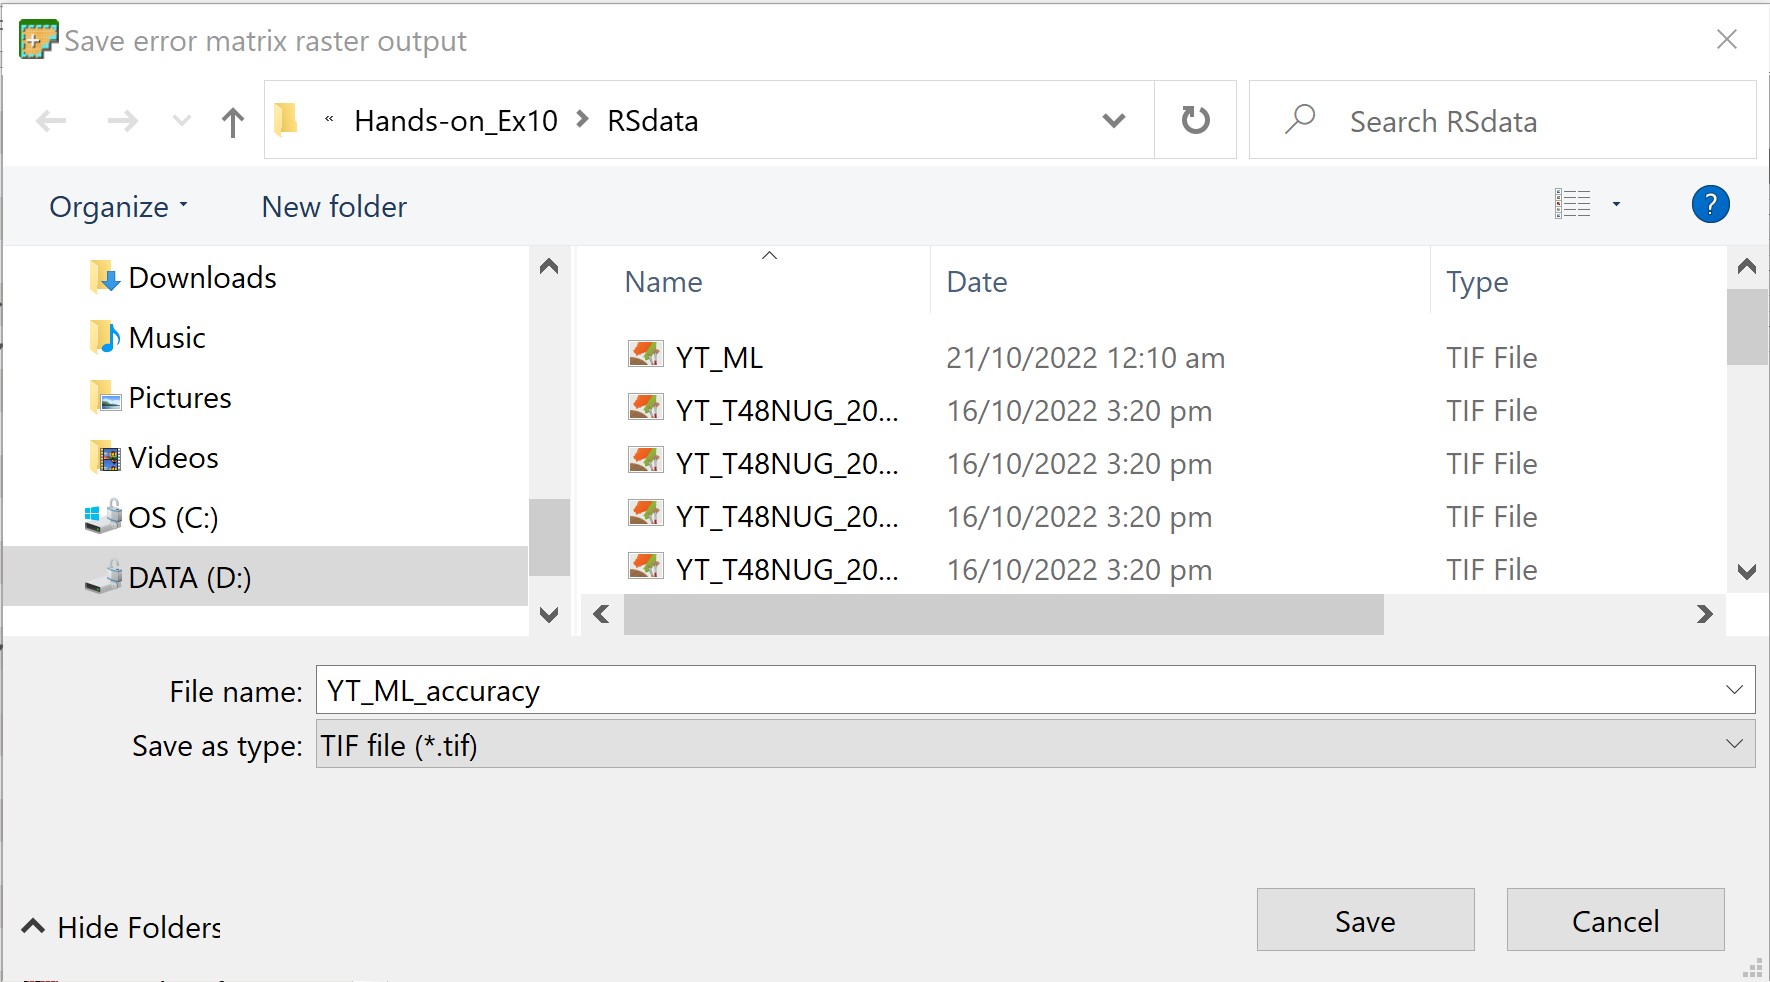 Save error matrix raster output
« Hands-on_Ex10 > RSdata
Search RSdata
Organize
New folder
?
Downloads
Music
Pictures
Videos
OS (C:)
DATA (D:)
Name Date Type
YT_ML 21/10/2022 12:10 am TIF File
YT_T48NUG_20... 16/10/2022 3:20 pm TIF File
YT_T48NUG_20... 16/10/2022 3:20 pm TIF File
YT_T48NUG_20... 16/10/2022 3:20 pm TIF File
YT_T48NUG_20... 16/10/2022 3:20 pm TIF File
File name: YT_ML_accuracy
Save as type: TIF file (*.tif)
Hide Folders
Save
Cancel